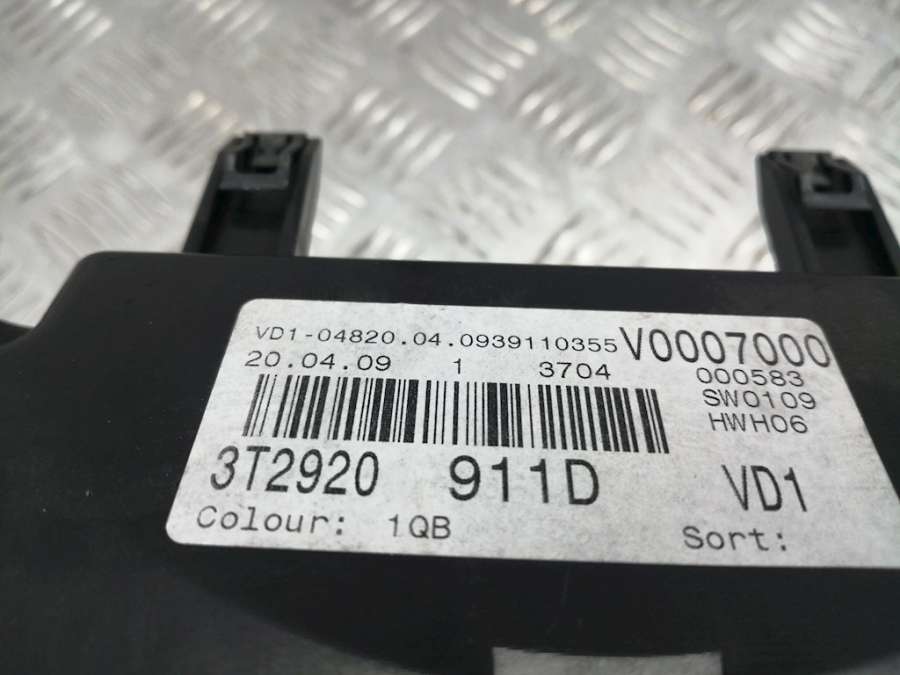 VD1-04820.04.0939110355 V0007000
20.04.09 1 3704 000583
SW0109
HWH06
3T2920 911D VD1
Colour: 1QB Sort: